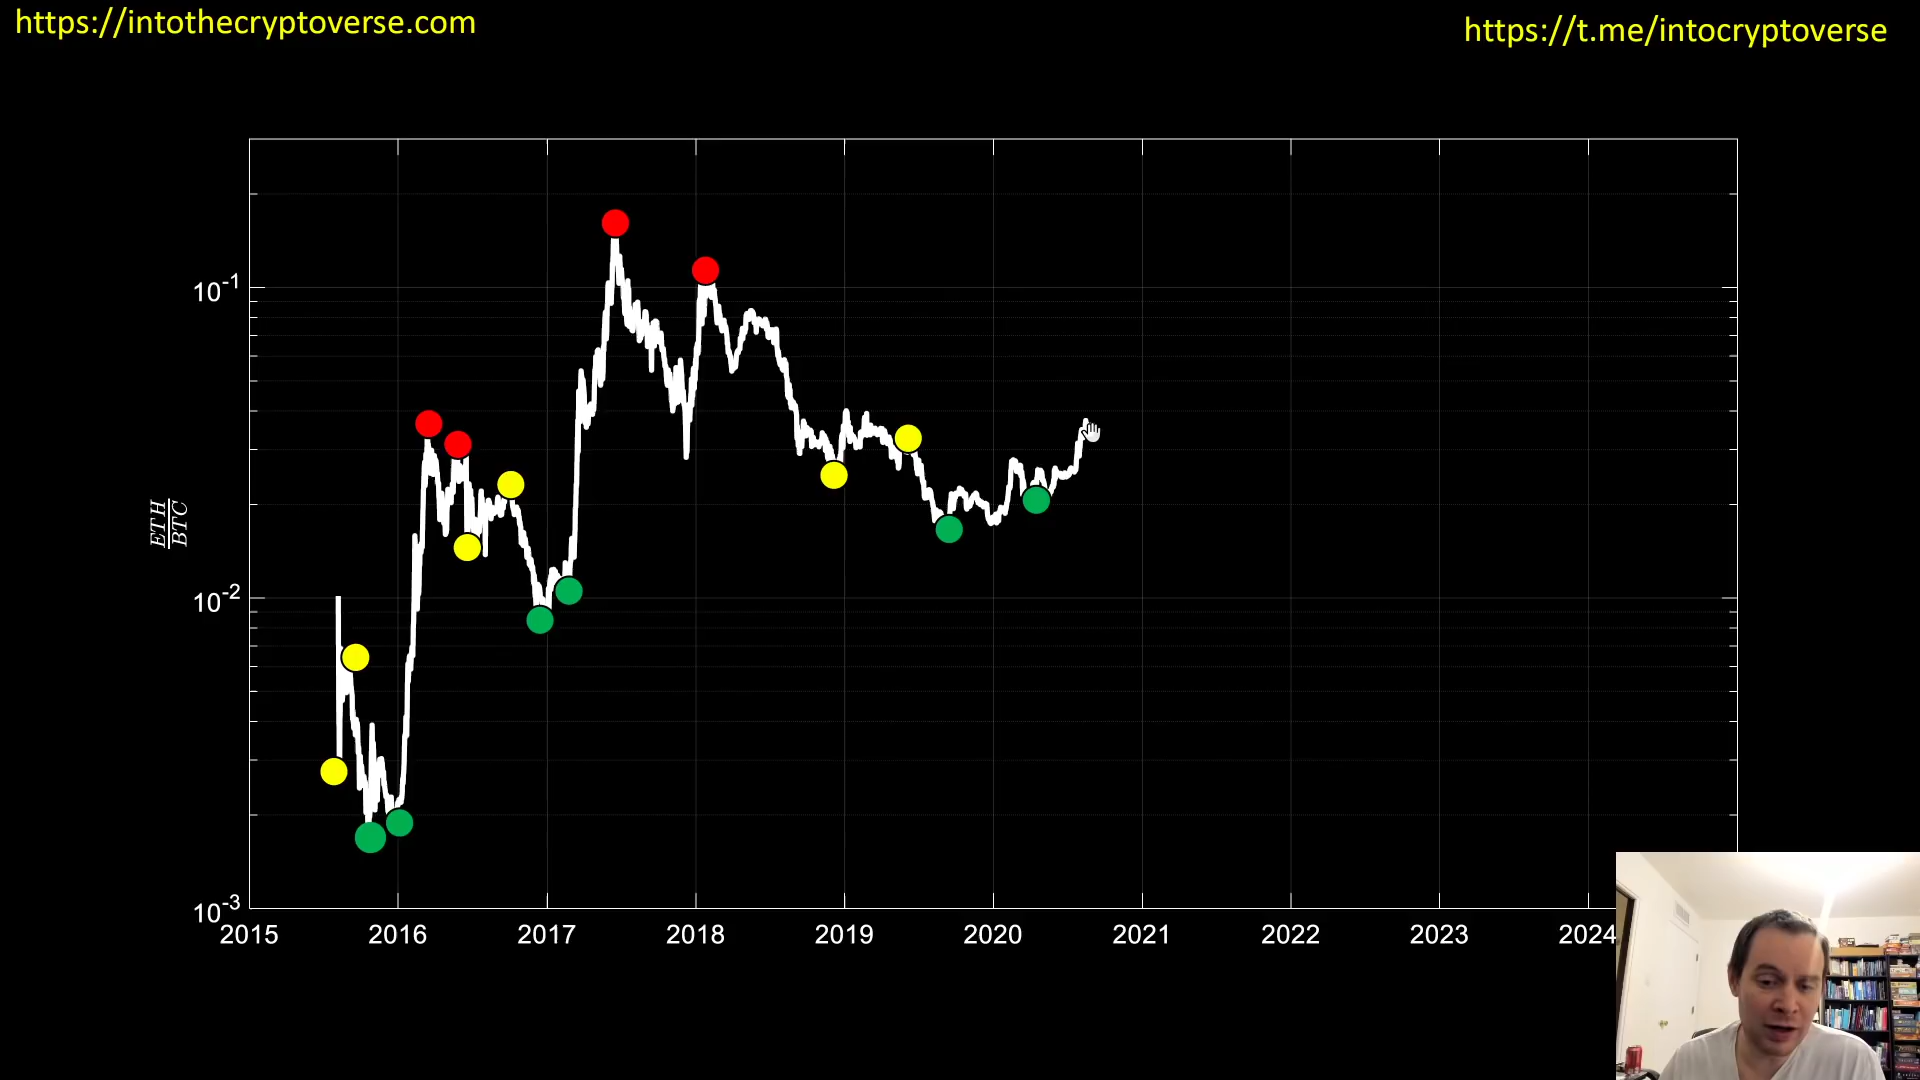 https://intothecryptoverse.com
https://t.me/intocryptoverse
10-1
10-2
10-3
ETH
BTC
2015 2016 2017 2018 2019 2020 2021 2022 2023 2024